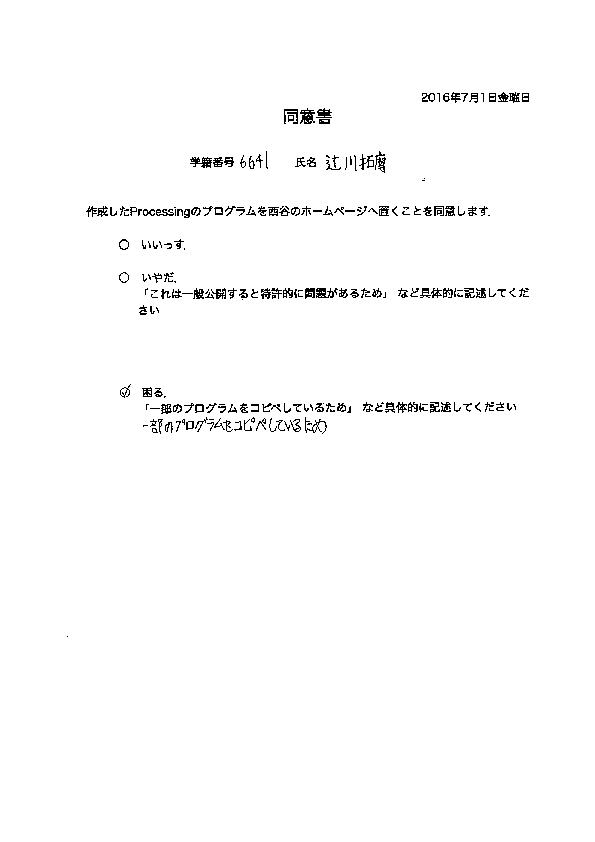 2016年7月1日金曜日
同意書
学籍番号 6641 氏名 辻川拓磨
作成したProcessingのプログラムを西谷のホームページへ置くことを同意します.
○ いいっす.
○ いやだ.
「これは一般公開すると特許的に問題があるため」 など具体的に記述してくだ
さい
○ 困る.
「一部のプログラムをコピペしているため」 など具体的に記述してください
一部のプログラムをコピペしているため